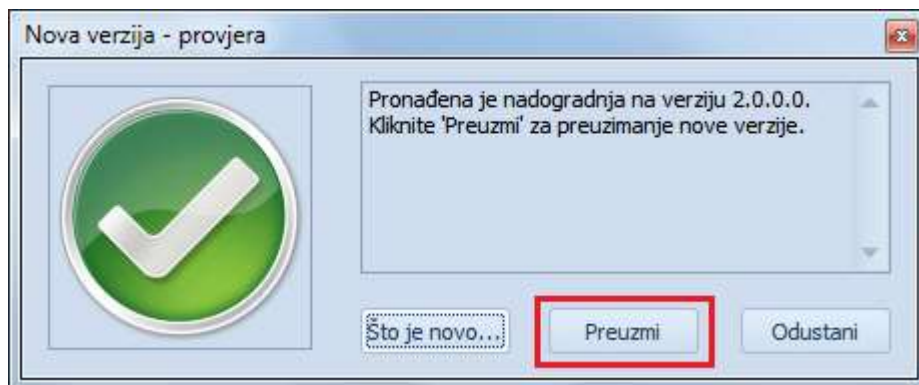 Nova verzija - provjera
Pronađena je nadogradnja na verziju 2.0.0.0.
Kliknite 'Preuzmi' za preuzimanje nove verzije.
Što je novo...
Preuzmi
Odustani